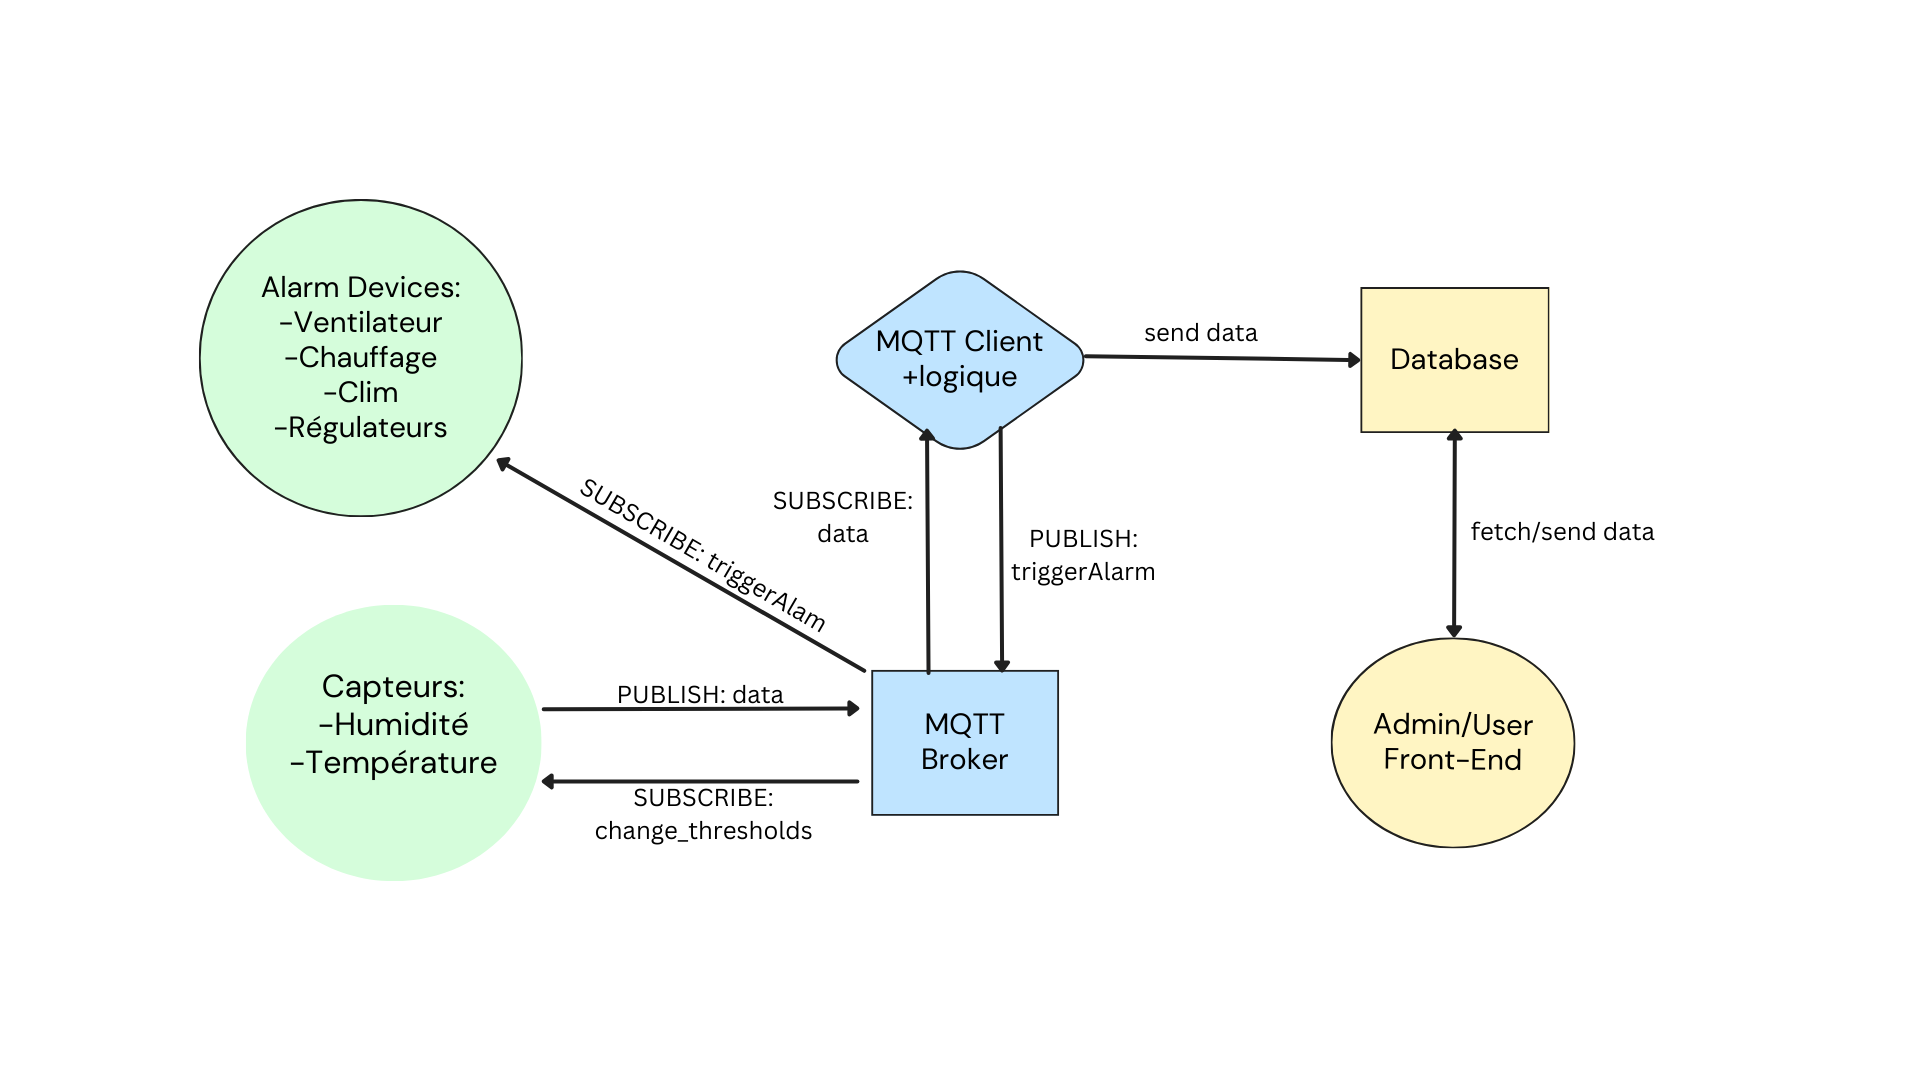 Alarm Devices:
-Ventilateur
-Chauffage
-Clim
-Régulateurs
MQTT Client
+logique
send data
Database
SUBSCRIBE: triggerAlam
SUBSCRIBE:
data
PUBLISH:
triggerAlarm
fetch/send data
Capteurs:
-Humidité
-Température
PUBLISH: data
SUBSCRIBE:
change_thresholds
MQTT
Broker
Admin/User
Front-End